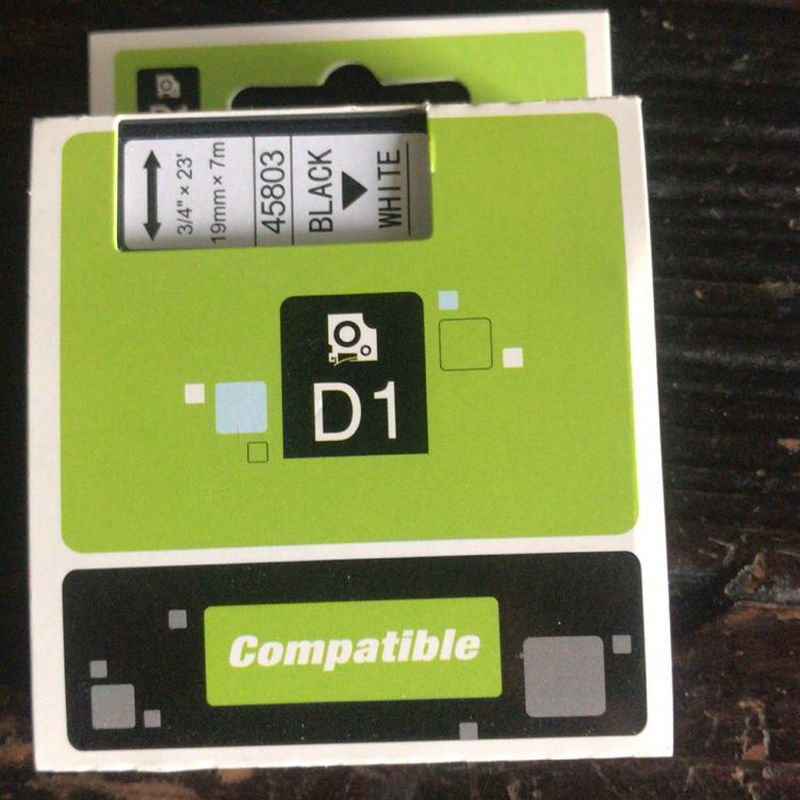 3/4" × 23'
19mm × 7m
45803
BLACK
WHITE
D1
Compatible